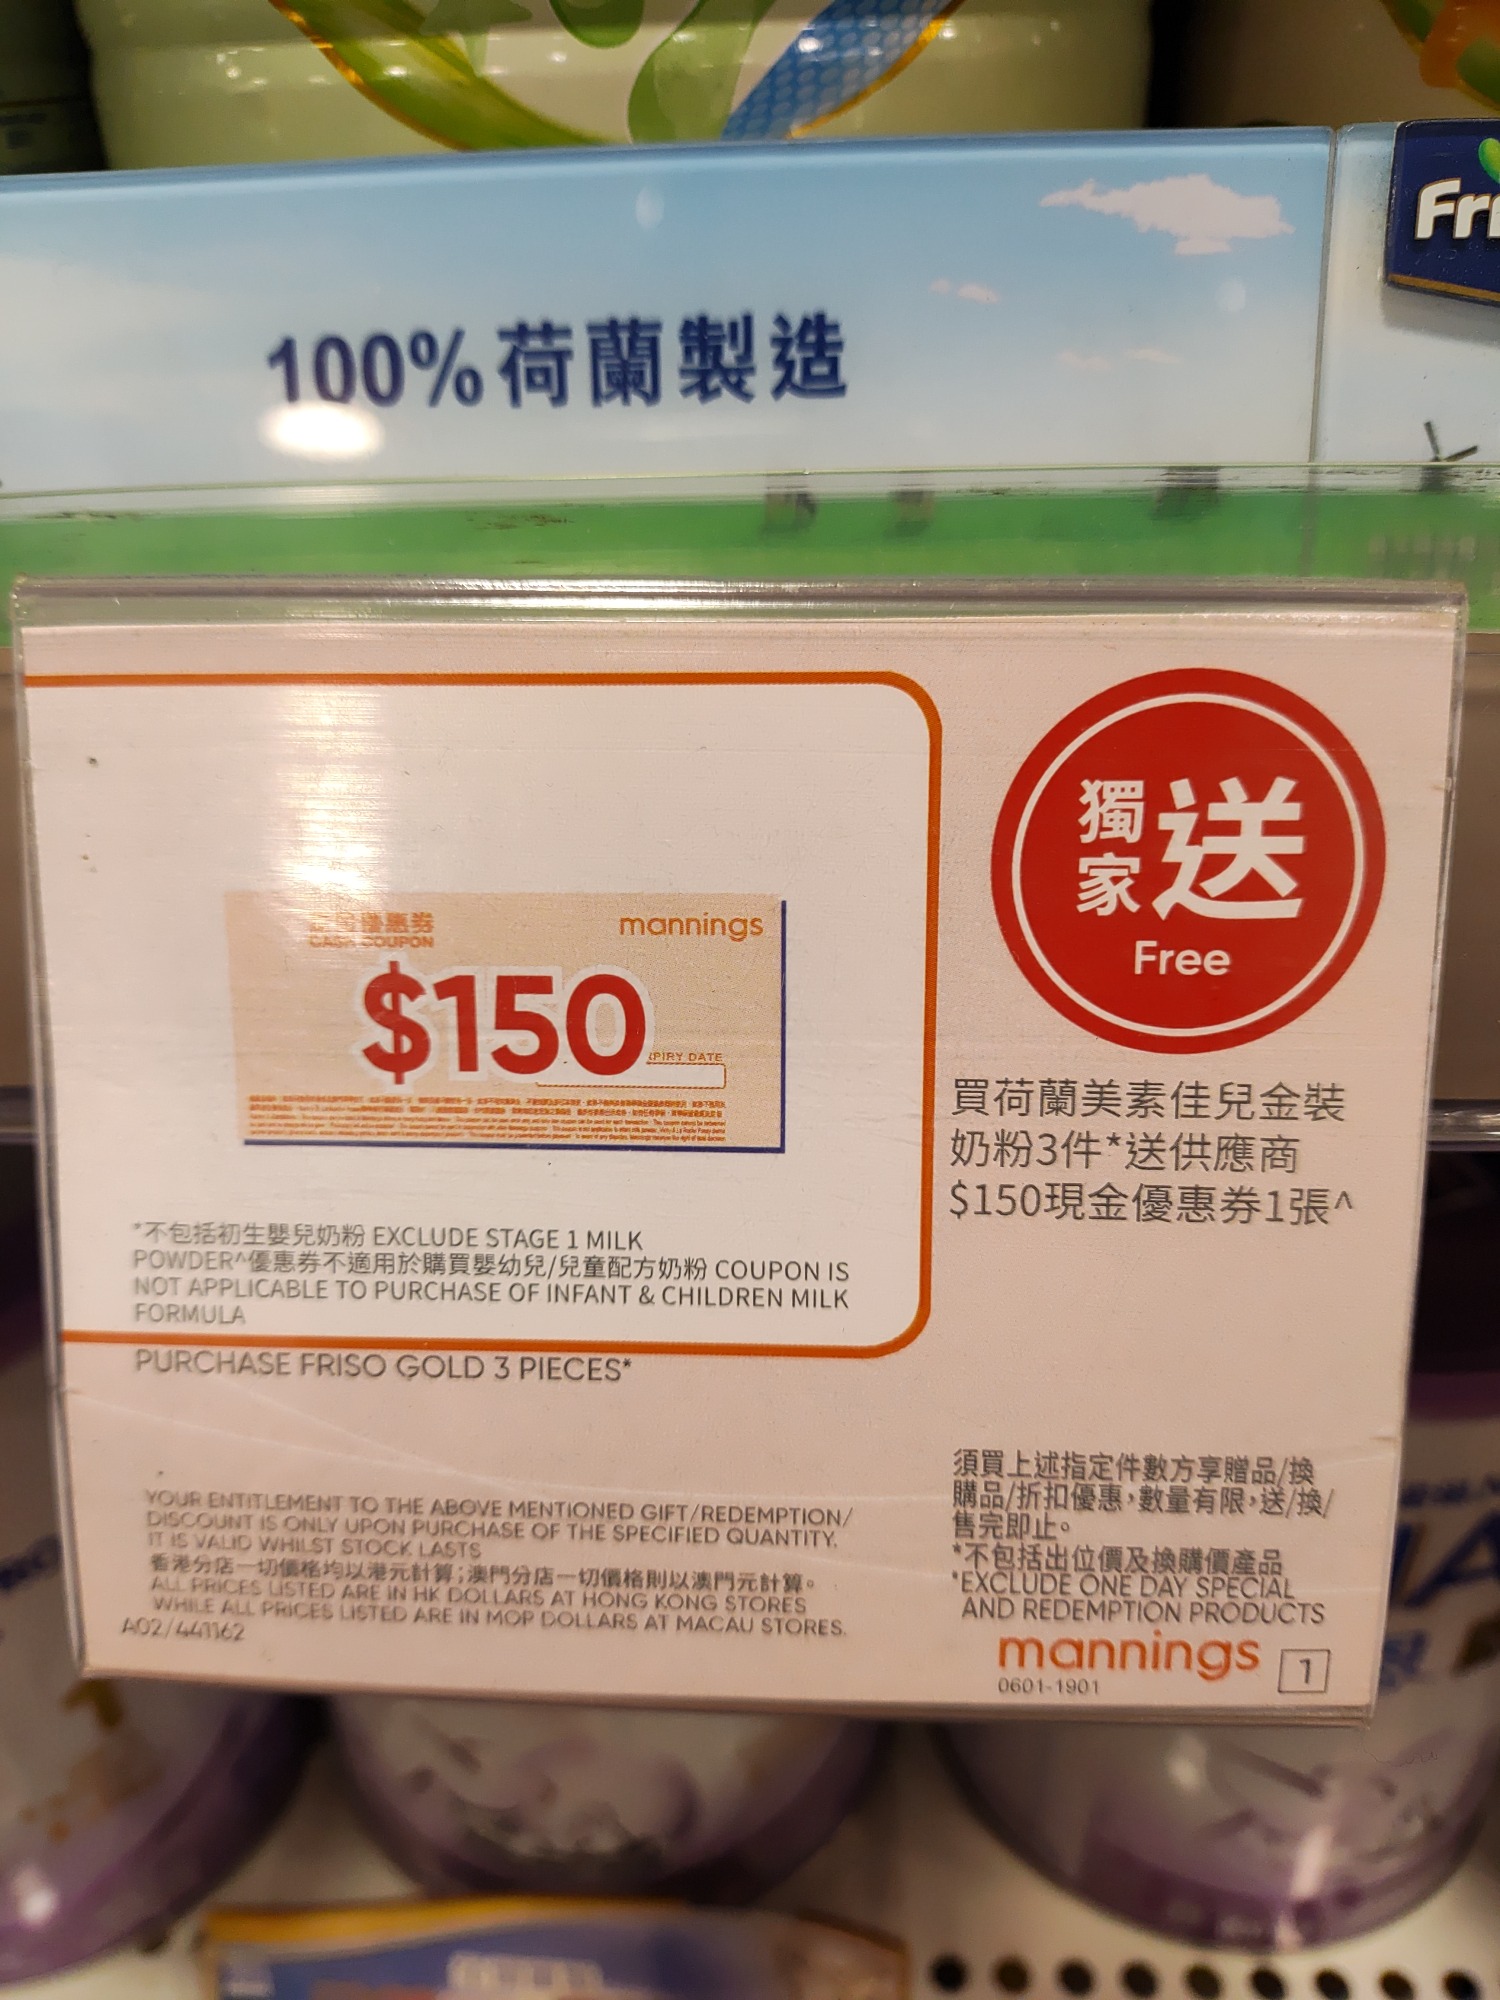 Fri
100%荷蘭製造
優惠券
CASH COUPON
mannings
$150
PIRY DATE
獨家
送
Free
買荷蘭美素佳兒金裝
奶粉3件*送供應商
$150現金優惠券1張^
*不包括初生嬰兒奶粉 EXCLUDE STAGE 1 MILK
POWDER^優惠券不適用於購買嬰幼兒/兒童配方奶粉 COUPON IS
NOT APPLICABLE TO PURCHASE OF INFANT & CHILDREN MILK
FORMULA
PURCHASE FRISO GOLD 3 PIECES*
YOUR ENTITLEMENT TO THE ABOVE MENTIONED GIFT/REDEMPTION/
DISCOUNT IS ONLY UPON PURCHASE OF THE SPECIFIED QUANTITY.
IT IS VALID WHILST STOCK LASTS
香港分店一切價格均以港元計算;澳門分店一切價格則以澳門元計算。
ALL PRICES LISTED ARE IN HK DOLLARS AT HONG KONG STORES
WHILE ALL PRICES LISTED ARE IN MOP DOLLARS AT MACAU STORES.
A02/441162
須買上述指定件數方享贈品/換
購品/折扣優惠,數量有限,送/換/
售完即止。
*不包括出位價及換購價產品
*EXCLUDE ONE DAY SPECIAL
AND REDEMPTION PRODUCTS
mannings
0601-1901
1